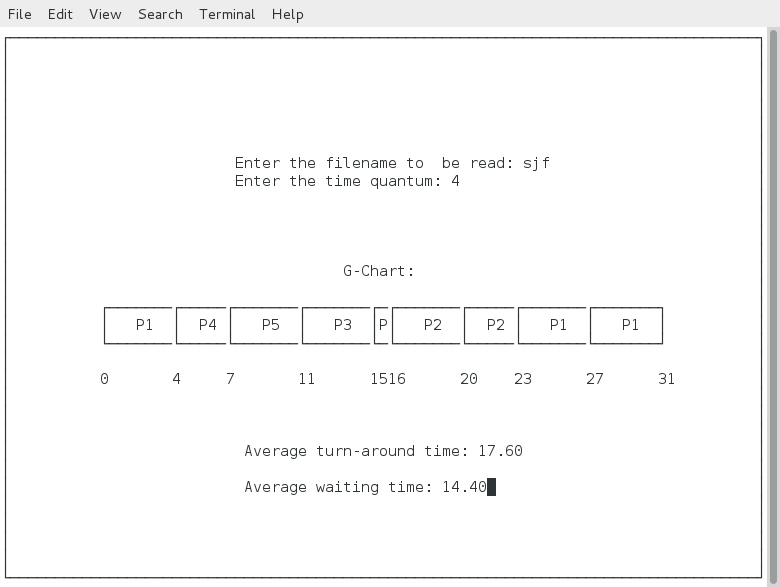 File Edit View Search Terminal Help
Enter the filename to  be read: sjf
Enter the time quantum: 4
G-Chart:
P1 P4 P5 P3 P P2 P2 P1 P1
0 4 7 11 1516 20 23 27 31
Average turn-around time: 17.60
Average waiting time: 14.40